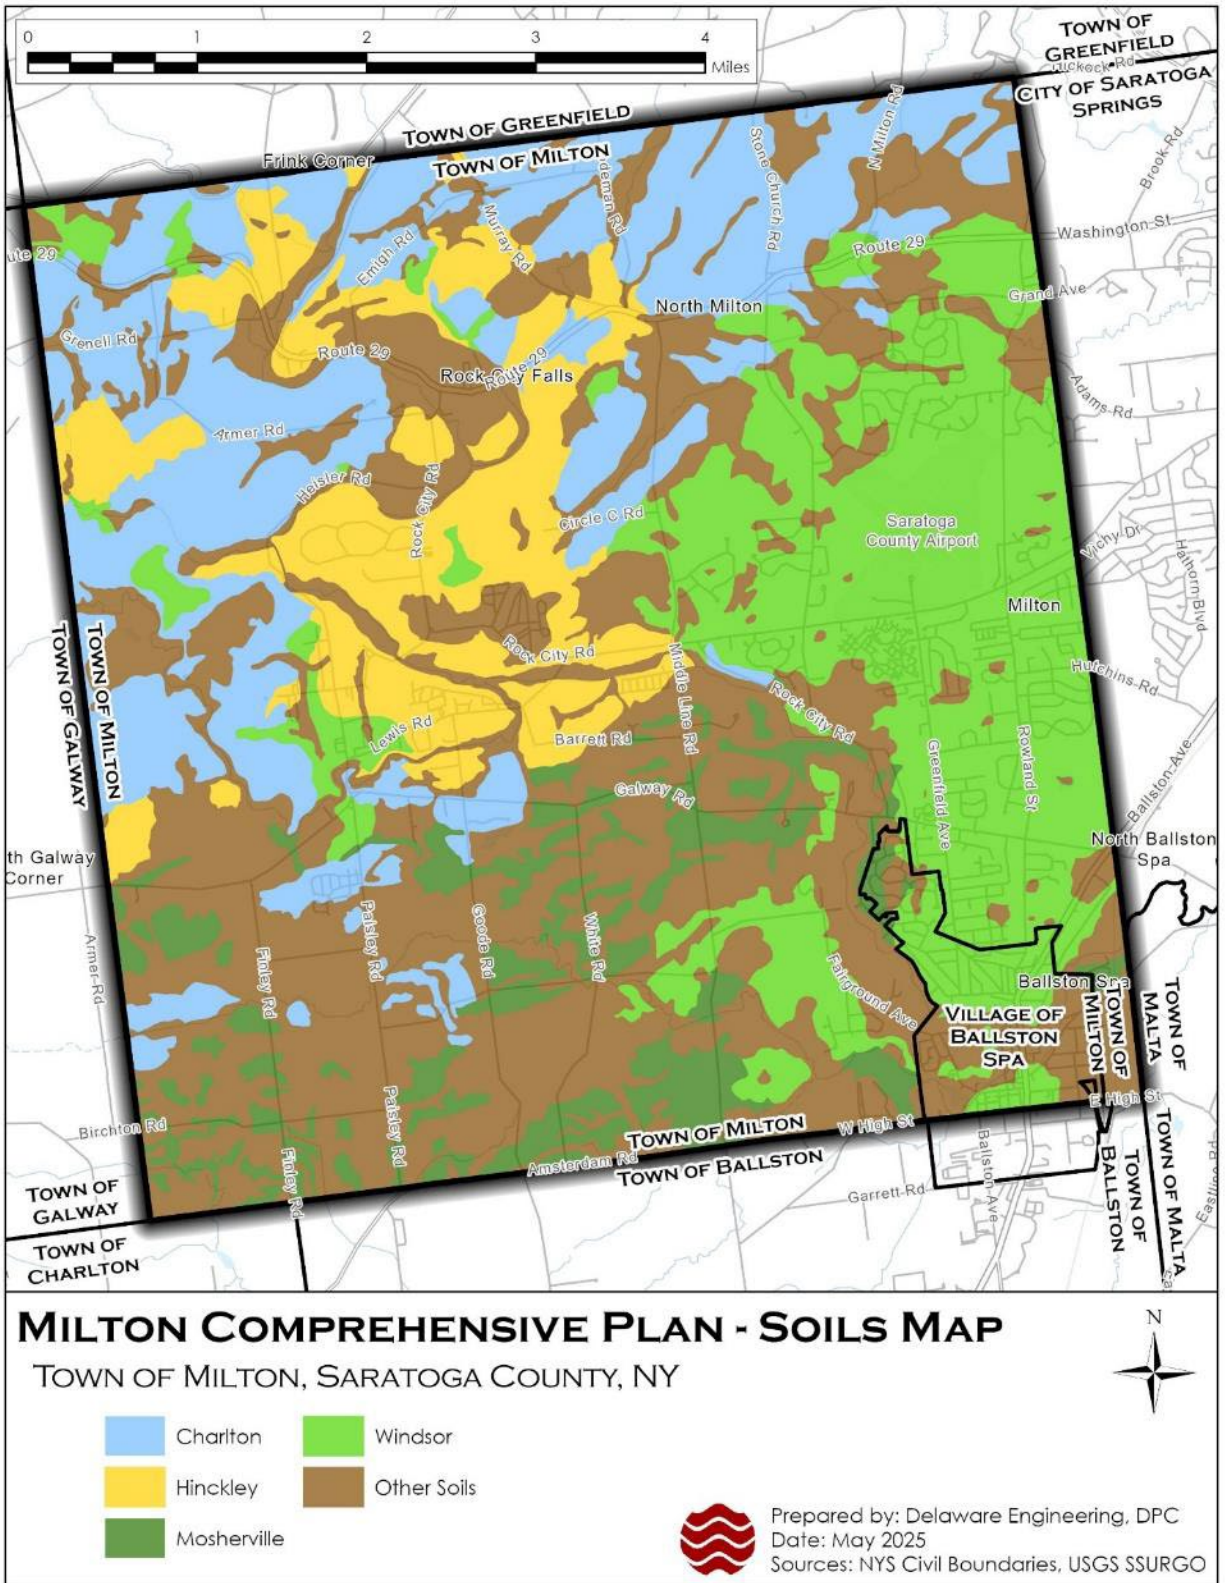 0 1 2 3 4
Miles
TOWN OF
GREENFIELD
CITY OF SARATOGA
SPRINGS
TOWN OF GREENFIELD
TOWN OF MILTON
Frink Corner
N Milton Rd
Stone Church Rd
deman Rd
Murray Rd
Emigh Rd
Brook Rd
Washington St
Route 29
ute 29
Grand Ave
North Milton
Grenell Rd
Route 29
Route 29
Rock City Falls
Adams Rd
Armer Rd
Heisler Rd
Rock City Rd
Circle C Rd
Saratoga
County Airport
Vichy Dr
Hathorn Blvd
Milton
TOWN OF MILTON
TOWN OF GALWAY
Rock City Rd
Middle Line Rd
Hutchins Rd
Rock City Rd
Lewis Rd
Barrett Rd
Greenfield Ave
Rowland St
Ballston Ave
Galway Rd
North Ballston
Spa
th Galway
Corner
Armer Rd
Finley Rd
Paisley Rd
Goode Rd
White Rd
Fairground Ave
Ballston Spa
VILLAGE OF
BALLSTON
SPA
TOWN OF
MILTON
TOWN OF
MALTA
E High St
Birchton Rd
Paisley Rd
TOWN OF MILTON
W High St
TOWN OF BALLSTON
Amsterdam Rd
Finley Rd
Garrett Rd
Ballston Ave
TOWN OF
BALLSTON
TOWN OF MALTA
TOWN OF
GALWAY
TOWN OF
CHARLTON
MILTON COMPREHENSIVE PLAN - SOILS MAP
TOWN OF MILTON, SARATOGA COUNTY, NY
N
Charlton
Windsor
Hinckley
Other Soils
Mosherville
Prepared by: Delaware Engineering, DPC
Date: May 2025
Sources: NYS Civil Boundaries, USGS SSURGO